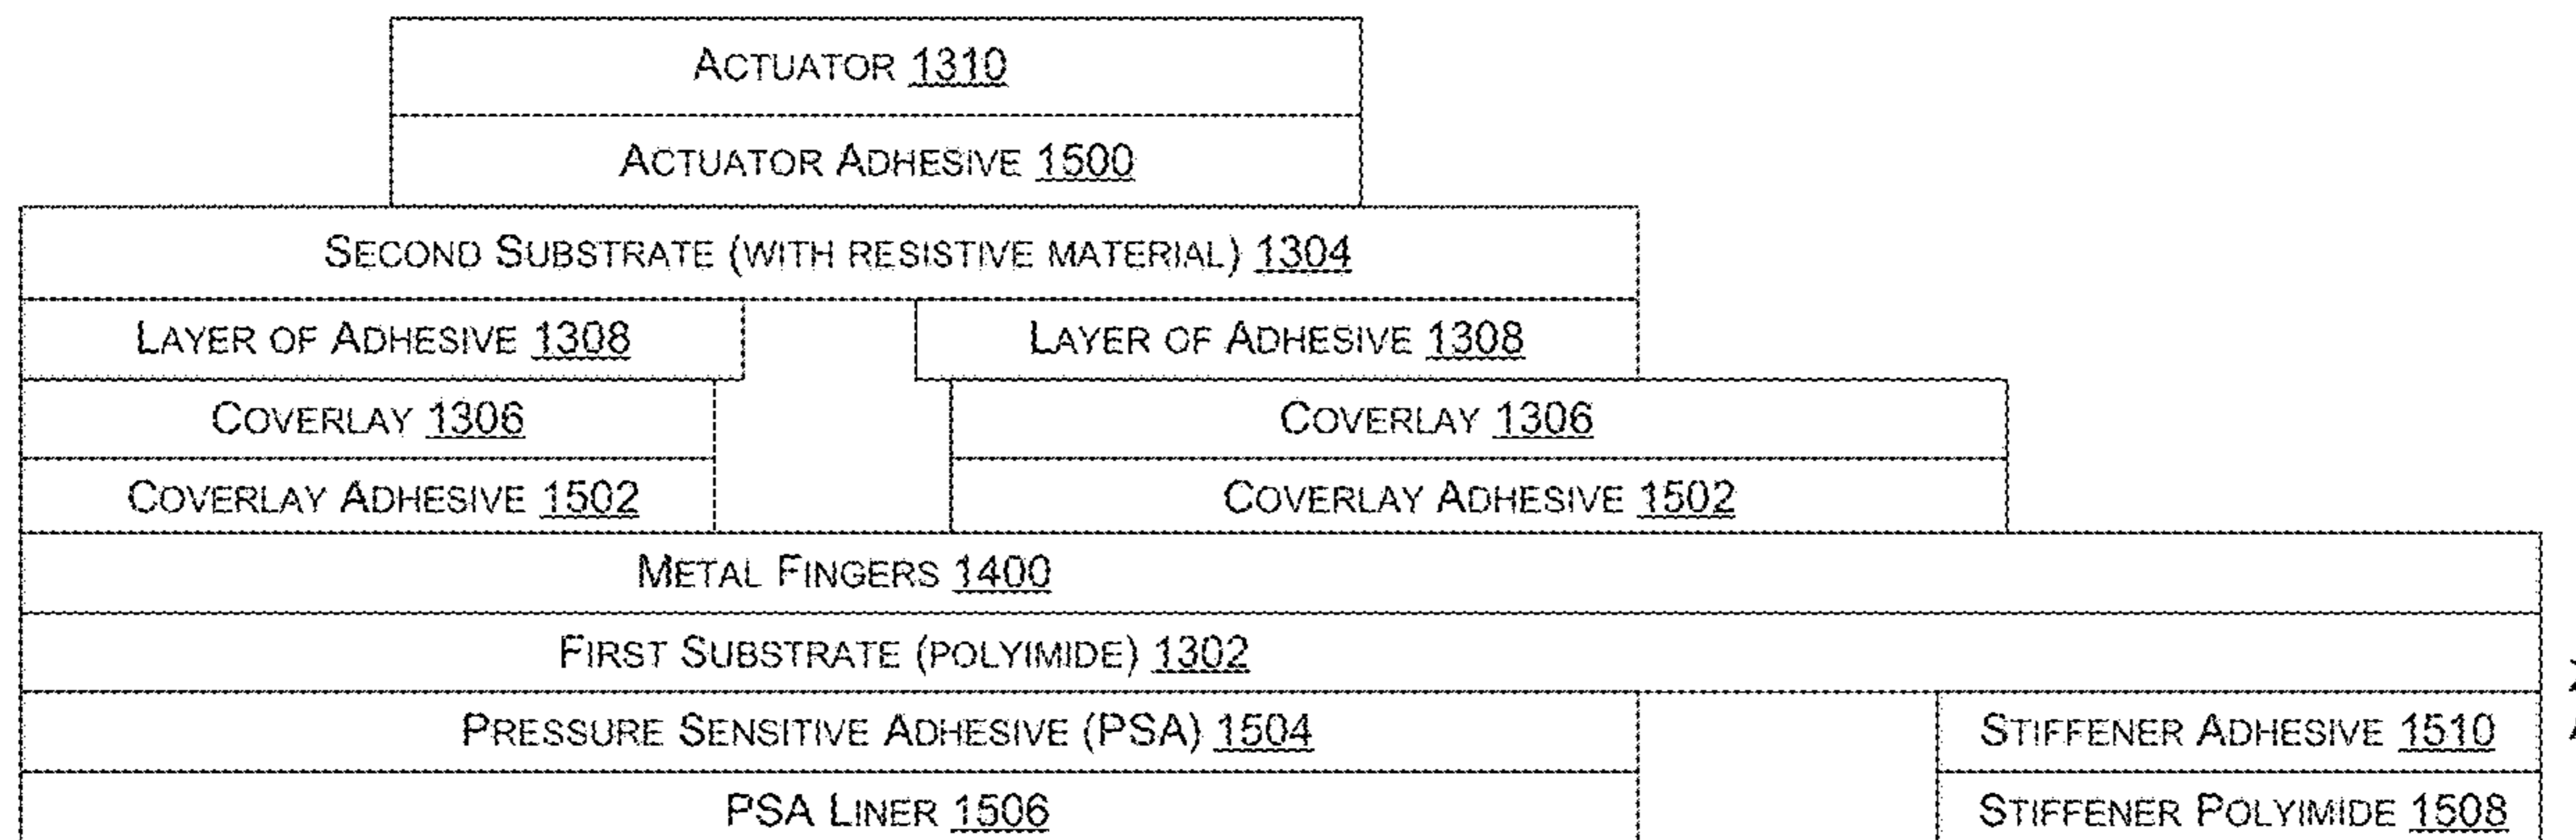 ACTUATOR 1310
ACTUATOR ADHESIVE 1500
SECOND SUBSTRATE (WITH RESISTIVE MATERIAL) 1304
LAYER OF ADHESIVE 1308 LAYER OF ADHESIVE 1308
COVERLAY 1306 COVERLAY 1306
COVERLAY ADHESIVE 1502 COVERLAY ADHESIVE 1502
METAL FINGERS 1400
FIRST SUBSTRATE (POLYIMIDE) 1302
PRESSURE SENSITIVE ADHESIVE (PSA) 1504 STIFFENER ADHESIVE 1510
PSA LINER 1506 STIFFENER POLYIMIDE 1508